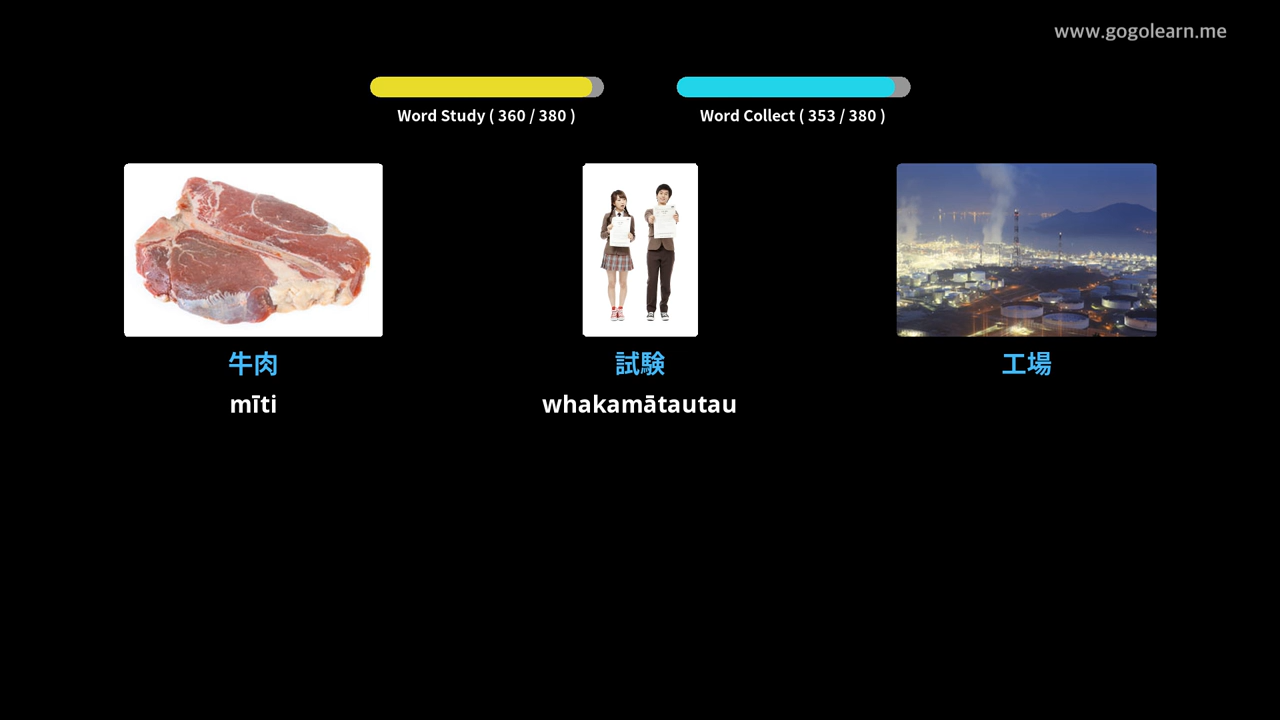 www.gogolearn.me
Word Study ( 360 / 380 )
Word Collect ( 353 / 380 )
牛肉
試験
工場
mīti
whakamātautau